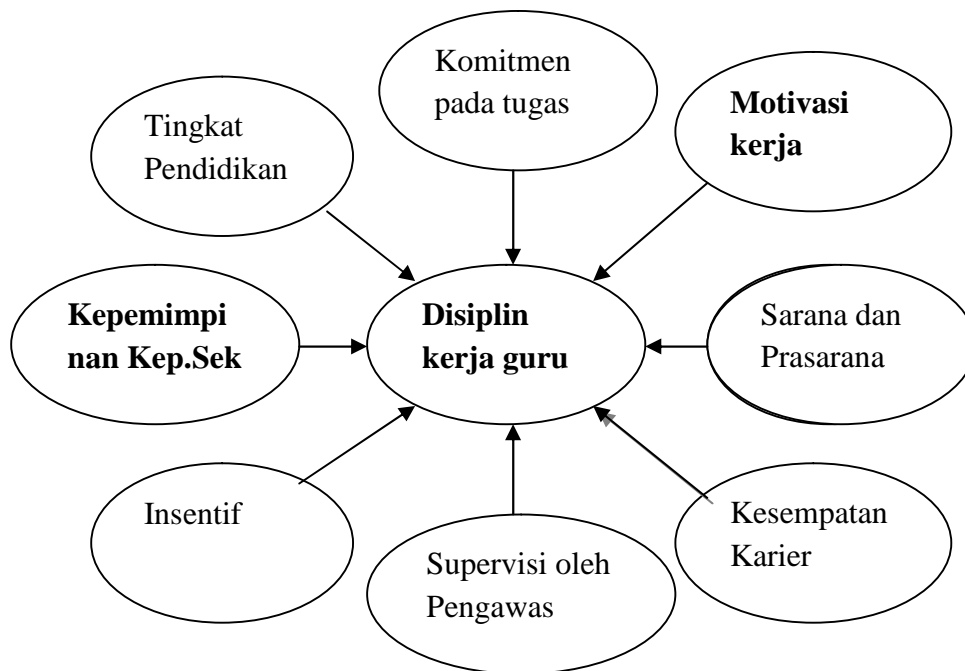 Komitmen
pada tugas
Motivasi
kerja
Tingkat
Pendidikan
Kepemimpi
nan Kep.Sek
Disiplin
kerja guru
Sarana dan
Prasarana
Insentif
Supervisi oleh
Pengawas
Kesempatan
Karier